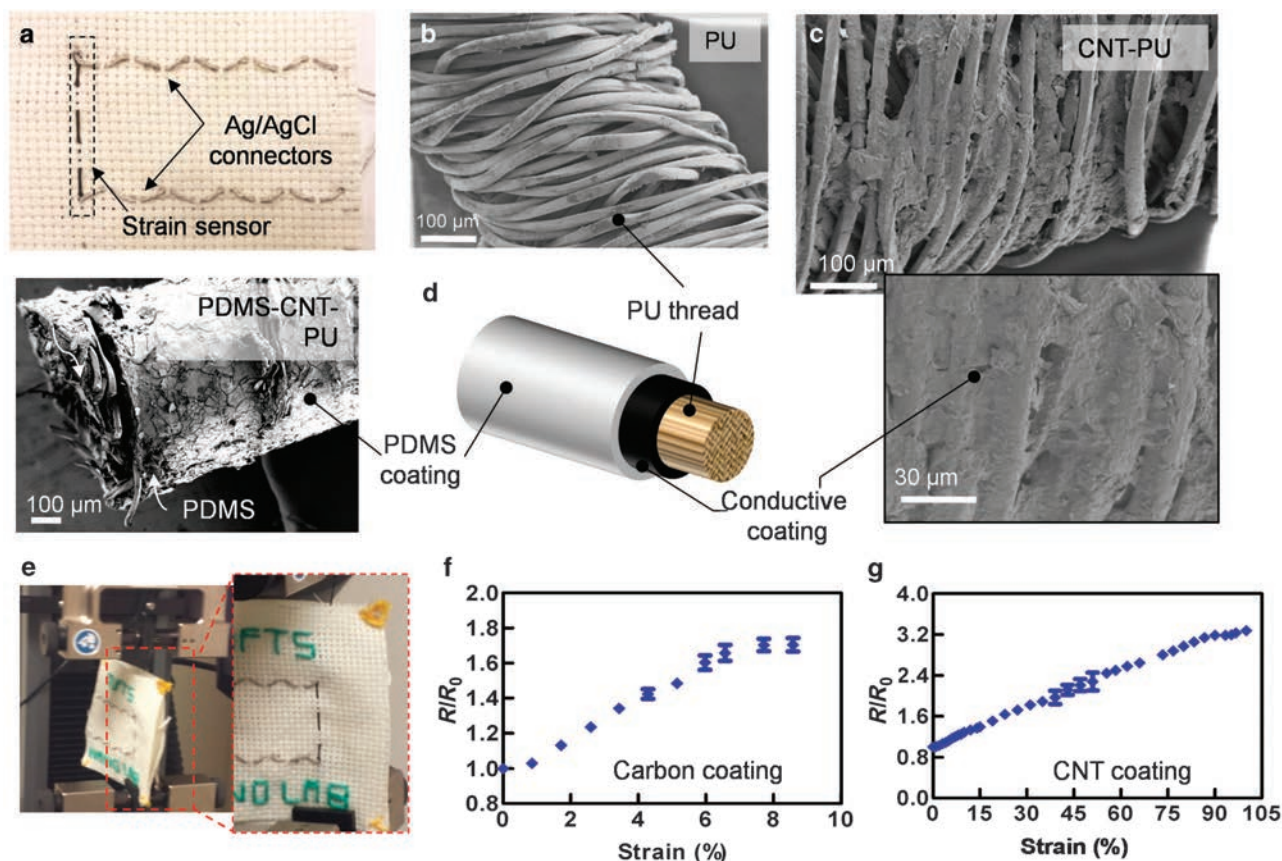 a
Ag/AgCl
connectors
Strain sensor
b
PU
100 µm
c
CNT-PU
100 µm
PDMS-CNT-
PU
100 µm
PDMS
d
PU thread
PDMS
coating
Conductive
coating
30 µm
e
FTS
NO LAB
f
2.0
1.8
1.6
1.4
1.2
1.0
0.8
R/R0
0
2
4
6
8
10
Carbon coating
Strain (%)
g
4.0
3.2
2.4
1.6
0.8
0.0
R/R0
0
15
30
45
60
75
90
105
CNT coating
Strain (%)